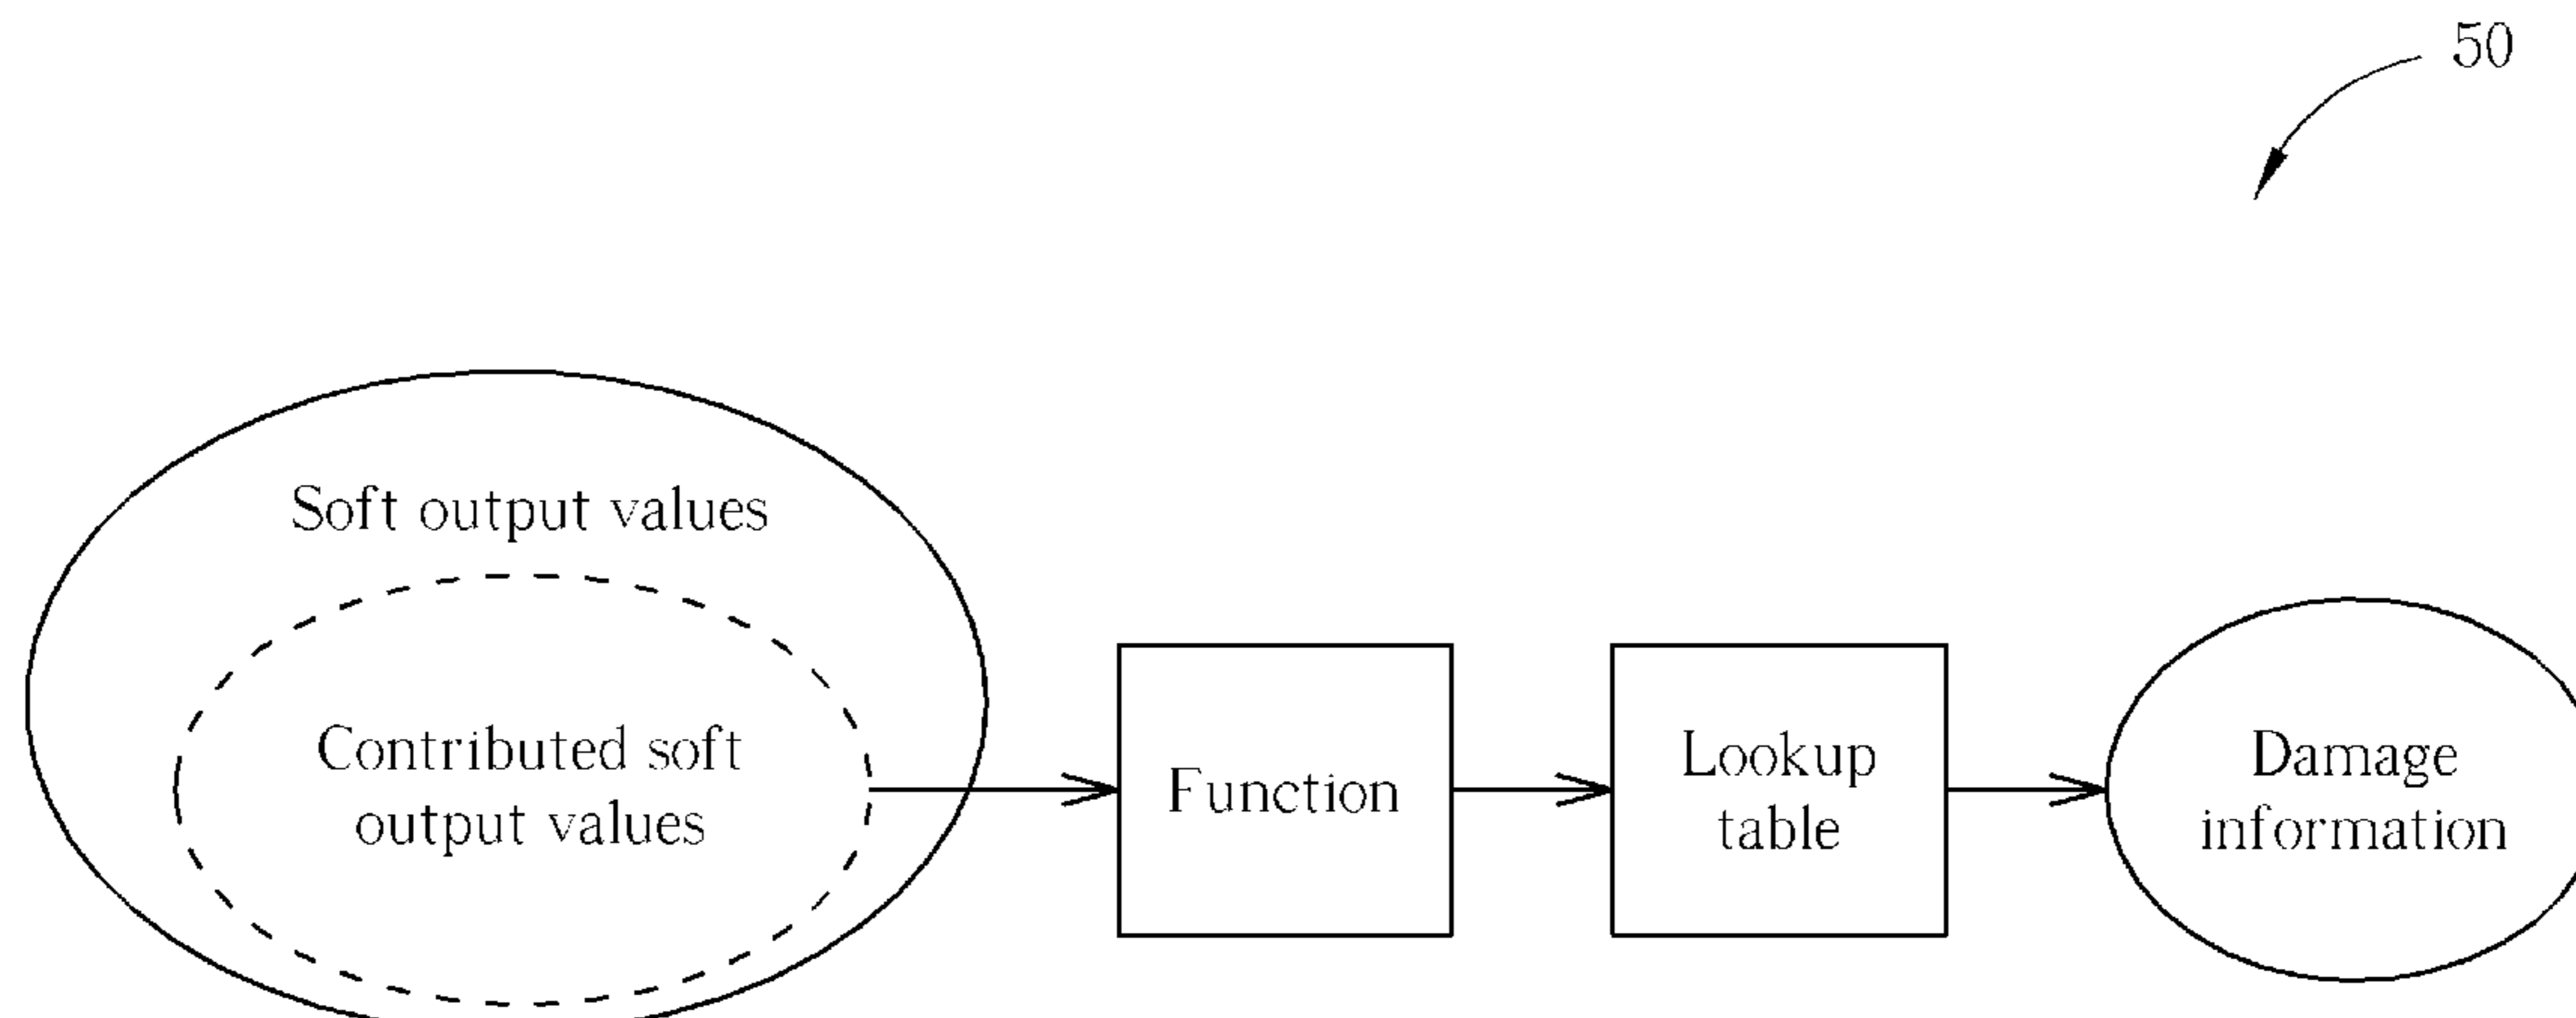 50
Soft output values
Contributed soft
output values
Function
Lookup
table
Damage
information